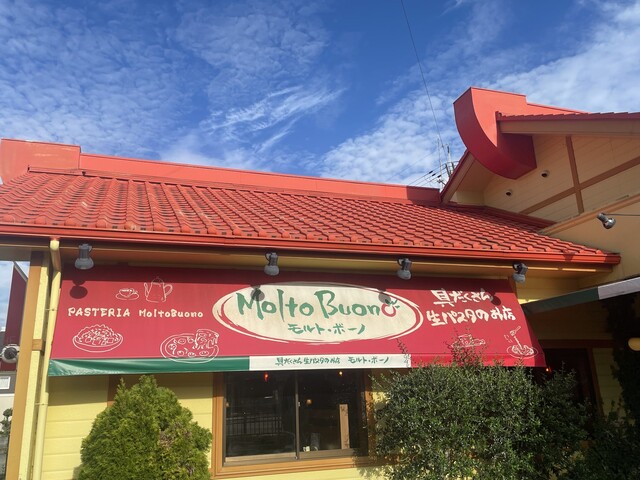 PASTERIA MoltoBuono
Molto Buono
モルト・ボーノ
具だくさん
生パスタのお店
具だくさん生パスタのお店 モルト・ボーノ